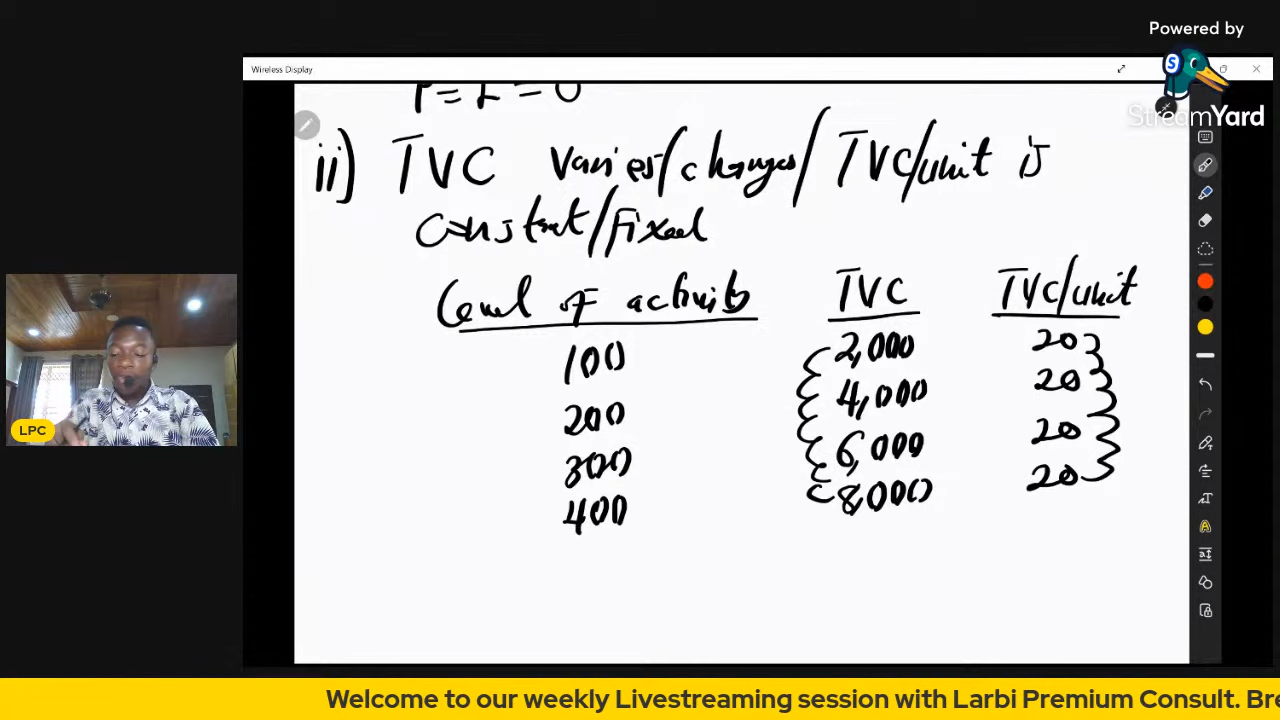 Powered by
StreamYard
Wireless Display
P = L = 0
ii) TVC varies/changes/TVC/unit is
constant/fixed
Level of activity TVC TVC/unit
100 2,000 20
200 4,000 20
300 6,000 20
400 8,000 20
LPC
Welcome to our weekly Livestreaming session with Larbi Premium Consult. Bre